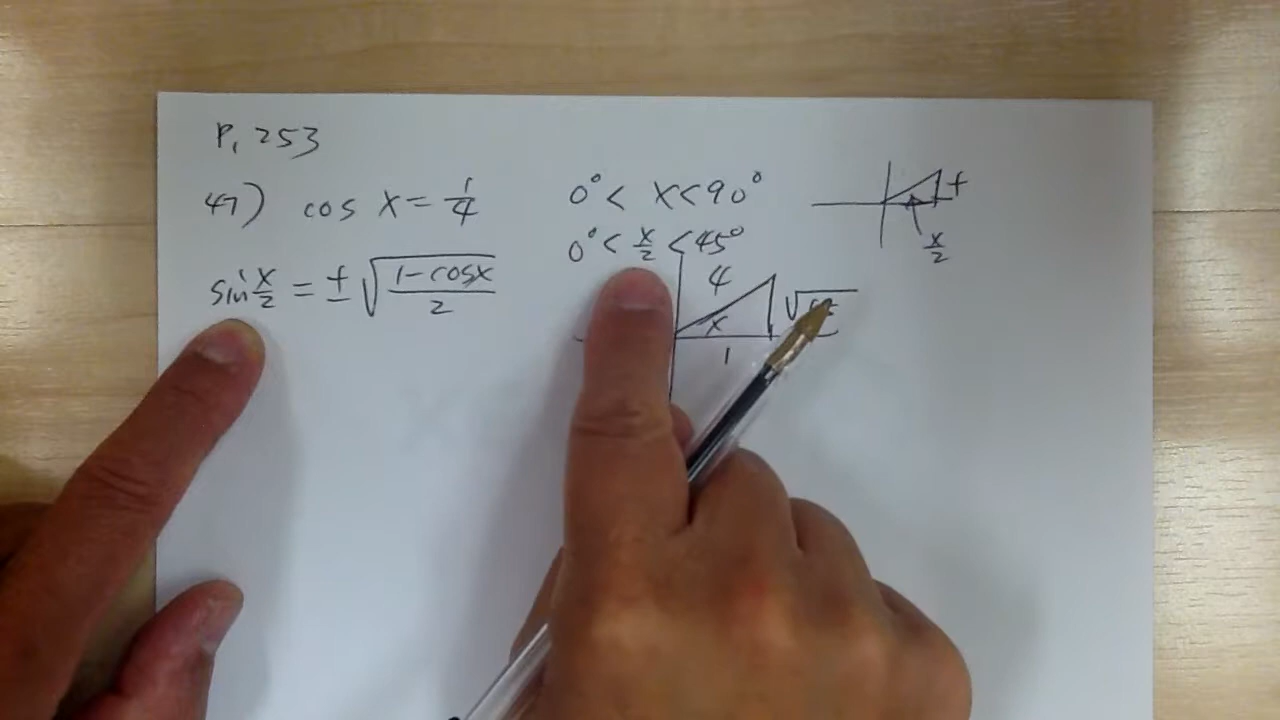 P, 253
47) cos x = 1/4
0° < x < 90°
0° < x/2 < 45°
sin x/2 = ± √((1 - cos x)/2)
4
x
1
+
x/2